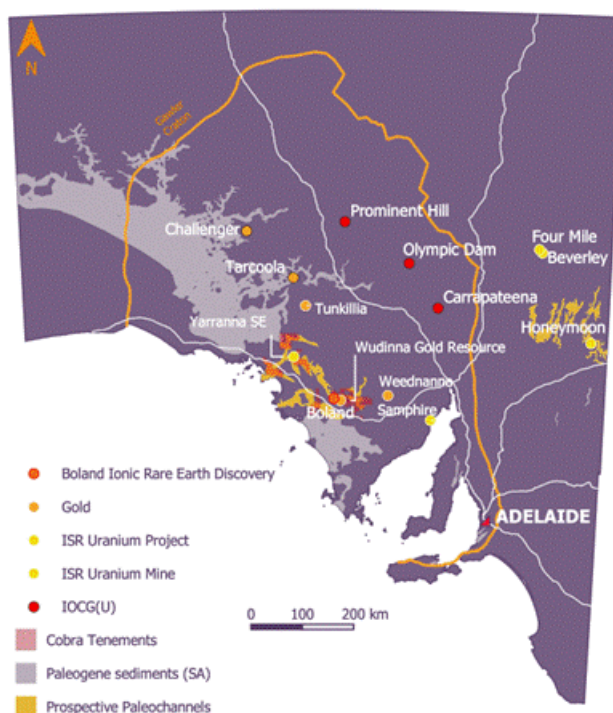 N
Gawler
Craton
Prominent Hill
Challenger
Four Mile
Olympic Dam
Beverley
Tarcoola
Carrapateena
Tunkillia
Honeymoon
Yarranna SE
Wudinna Gold Resource
Weednanno
Boland
Samphire
ADELAIDE
Boland Ionic Rare Earth Discovery
Gold
ISR Uranium Project
ISR Uranium Mine
IOCG(U)
0 100 200 km
Cobra Tenements
Paleogene sediments (SA)
Prospective Paleochannels